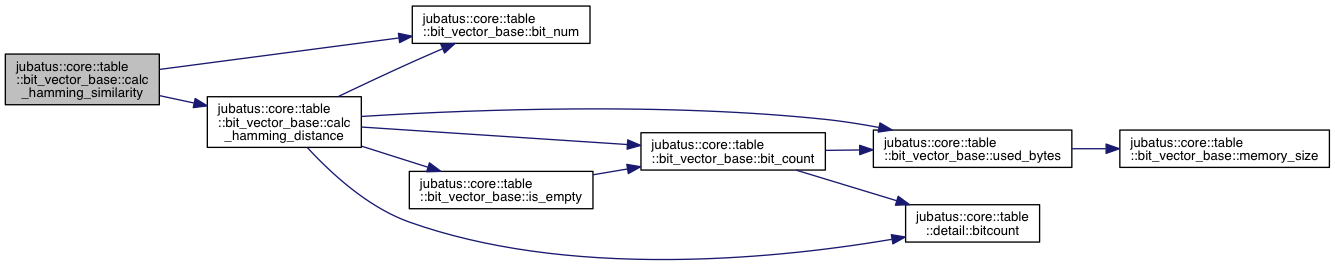 jubatus::core::table
::bit_vector_base::calc
_hamming_similarity
jubatus::core::table
::bit_vector_base::bit_num
jubatus::core::table
::bit_vector_base::calc
_hamming_distance
jubatus::core::table
::bit_vector_base::is_empty
jubatus::core::table
::bit_vector_base::bit_count
jubatus::core::table
::bit_vector_base::used_bytes
jubatus::core::table
::detail::bitcount
jubatus::core::table
::bit_vector_base::memory_size